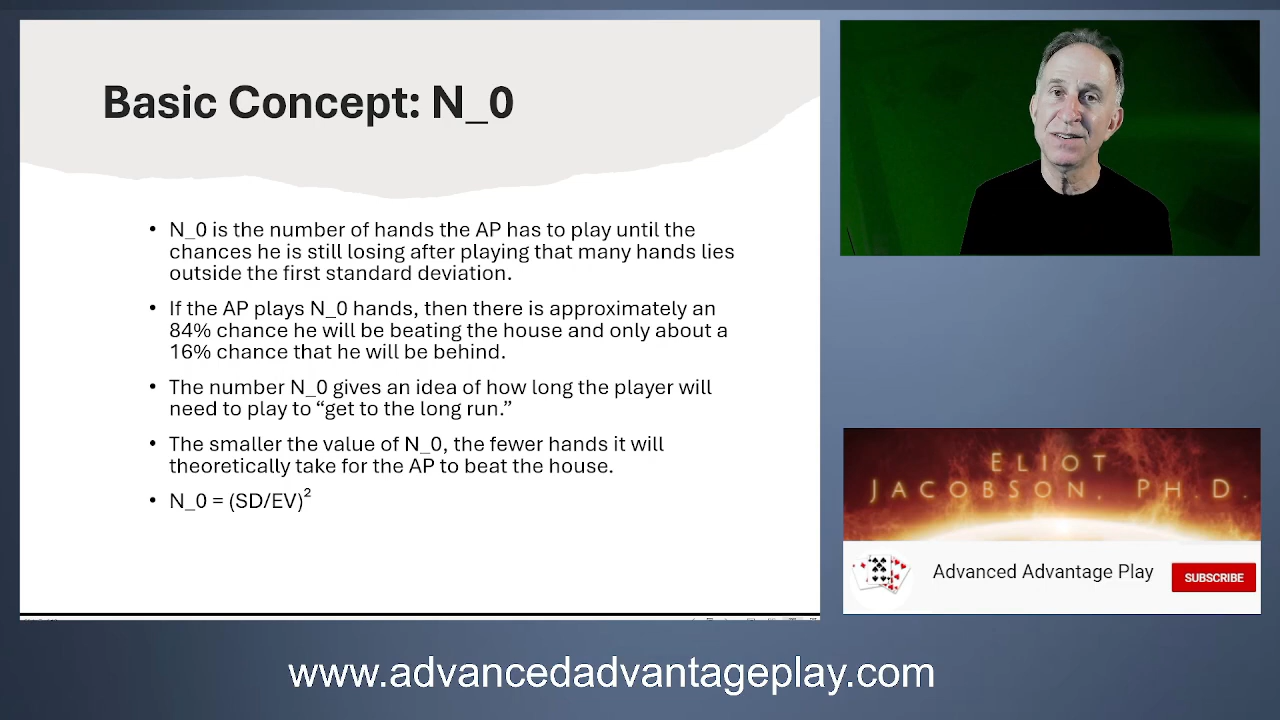 Basic Concept: N_0
• N_0 is the number of hands the AP has to play until the
chances he is still losing after playing that many hands lies
outside the first standard deviation.
• If the AP plays N_0 hands, then there is approximately an
84% chance he will be beating the house and only about a
16% chance that he will be behind.
• The number N_0 gives an idea of how long the player will
need to play to “get to the long run.”
• The smaller the value of N_0, the fewer hands it will
theoretically take for the AP to beat the house.
• N_0 = (SD/EV)²
ELIOT
JACOBSON, PH.D.
Advanced Advantage Play
SUBSCRIBE
www.advancedadvantageplay.com